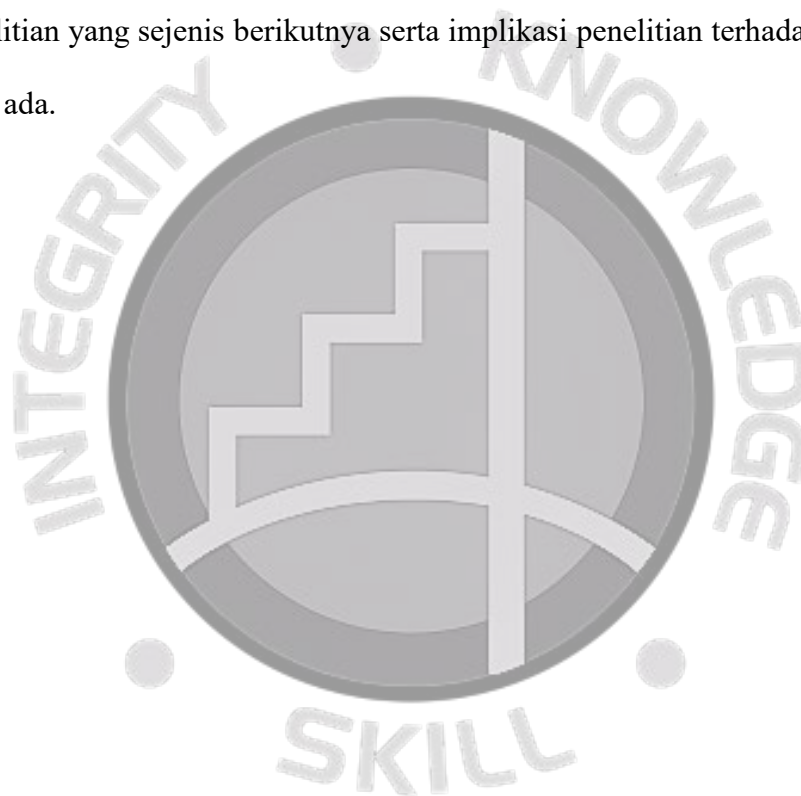 litian yang sejenis berikutnya serta implikasi penelitian terhada
ada.
INTEGRITY
KNOWLEDGE
SKILL